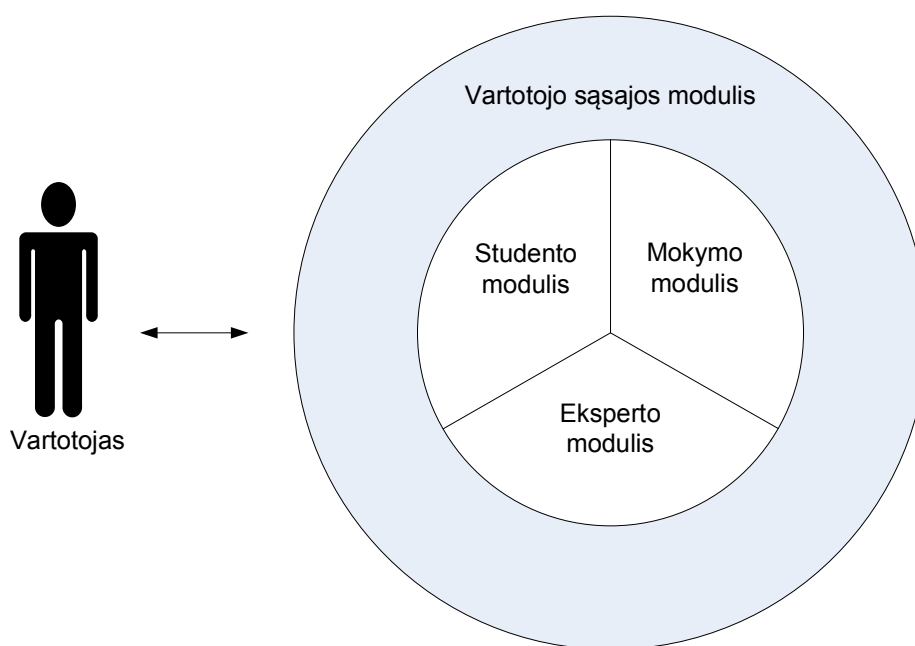 Vartotojo sąsajos modulis
Studento
modulis
Mokymo
modulis
Eksperto
modulis
Vartotojas